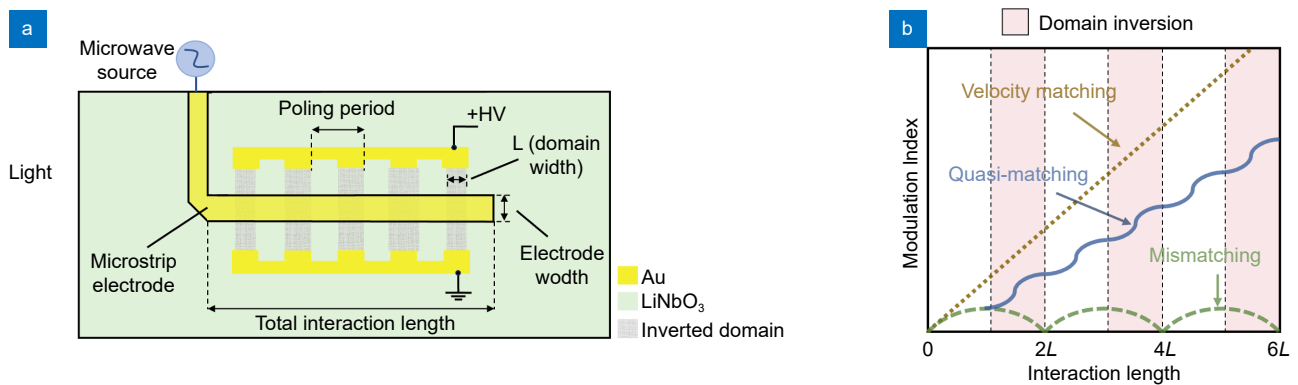 a
Microwave
source
Poling period
+HV
L (domain
width)
Light
Microstrip
electrode
Electrode
wodth
Total interaction length
Au
LiNbO₃
Inverted domain
b
Domain inversion
Velocity matching
Quasi-matching
Mismatching
Modulation Index
0
2L
4L
6L
Interaction length